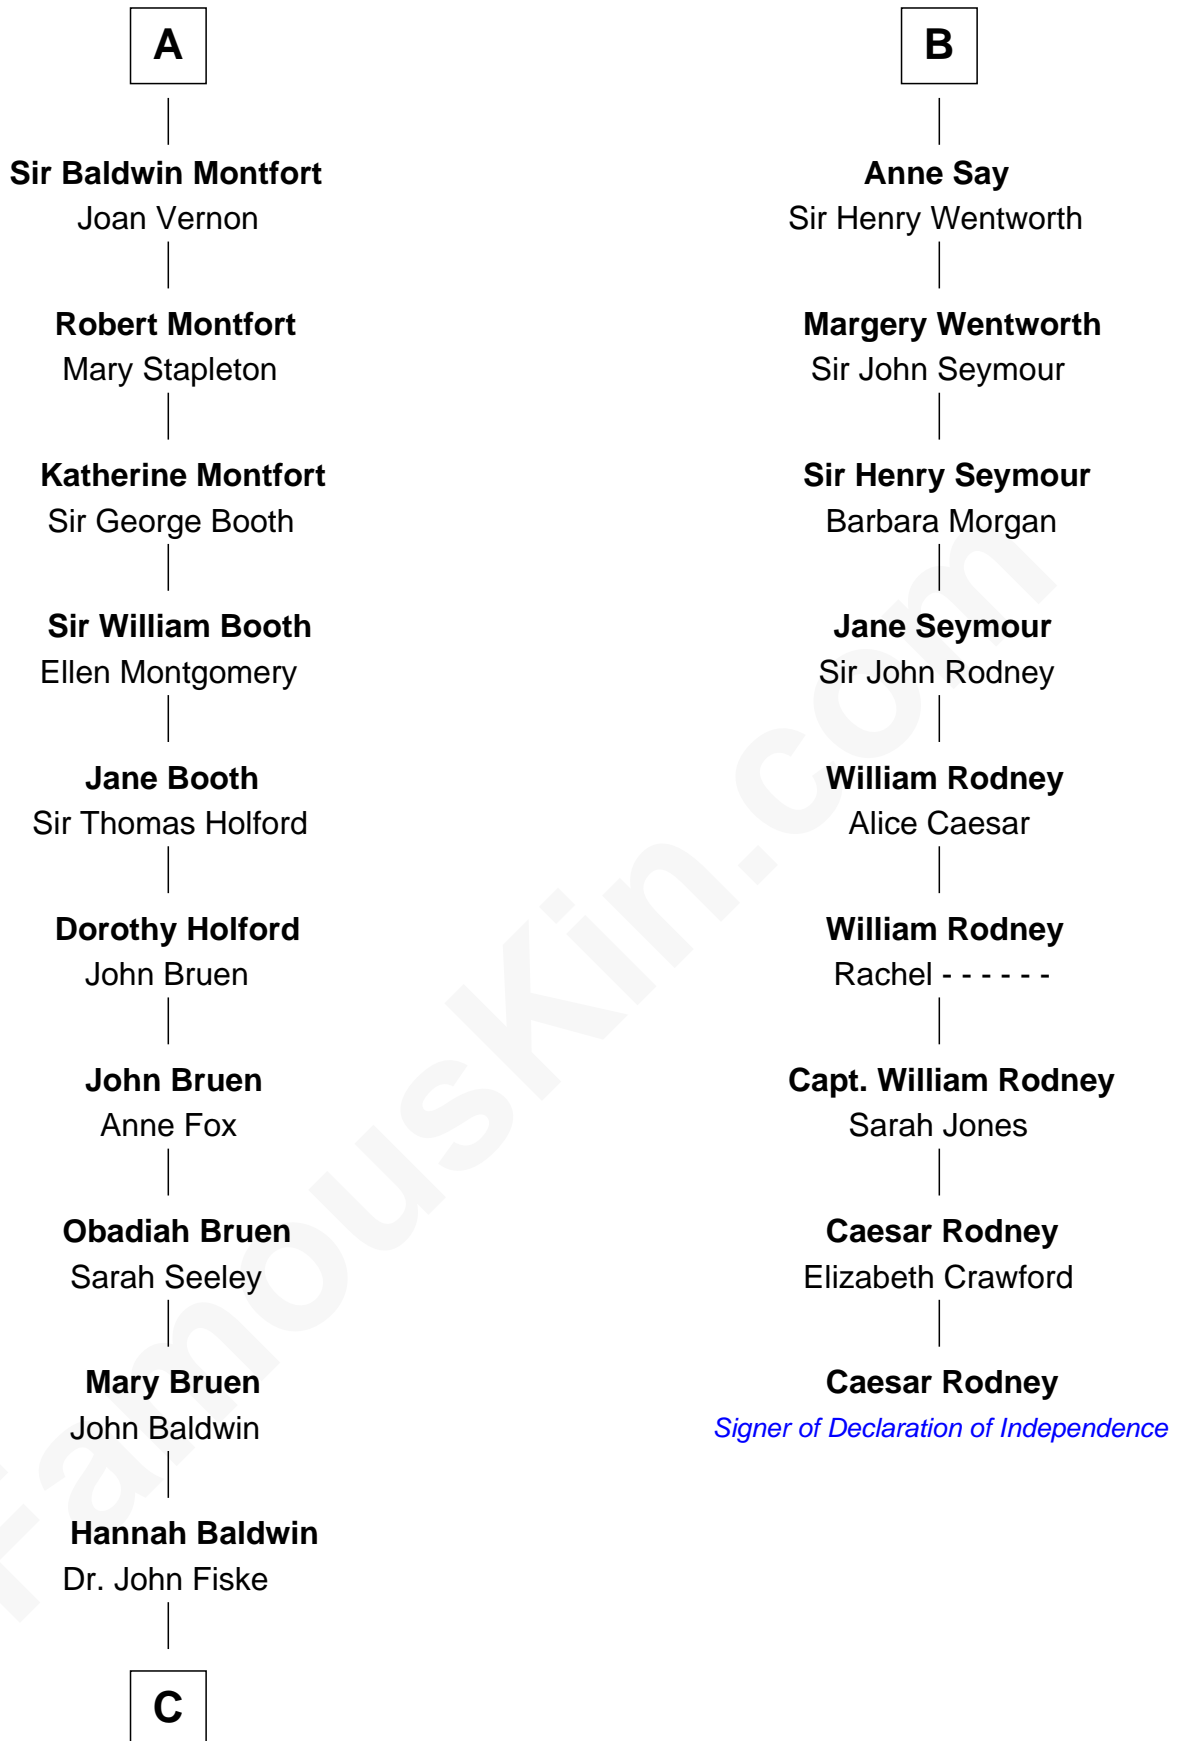 A
Sir Baldwin Montfort
Joan Vernon
Robert Montfort
Mary Stapleton
Katherine Montfort
Sir George Booth
Sir William Booth
Ellen Montgomery
Jane Booth
Sir Thomas Holford
Dorothy Holford
John Bruen
John Bruen
Anne Fox
Obadiah Bruen
Sarah Seeley
Mary Bruen
John Baldwin
Hannah Baldwin
Dr. John Fiske
C
B
Anne Say
Sir Henry Wentworth
Margery Wentworth
Sir John Seymour
Sir Henry Seymour
Barbara Morgan
Jane Seymour
Sir John Rodney
William Rodney
Alice Caesar
William Rodney
Rachel - - - - - -
Capt. William Rodney
Sarah Jones
Caesar Rodney
Elizabeth Crawford
Caesar Rodney
Signer of Declaration of Independence
FamousKin.com